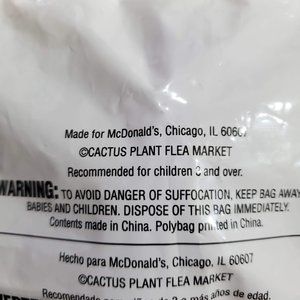 Made for McDonald's, Chicago, IL 60607
©CACTUS PLANT FLEA MARKET
Recommended for children 3 and over.
WARNING: TO AVOID DANGER OF SUFFOCATION, KEEP BAG AWAY
BABIES AND CHILDREN. DISPOSE OF THIS BAG IMMEDIATELY.
Contents made in China. Polybag printed in China.
Hecho para McDonald's, Chicago, IL 60607
©CACTUS PLANT FLEA MARKET
3 o más años de edad.